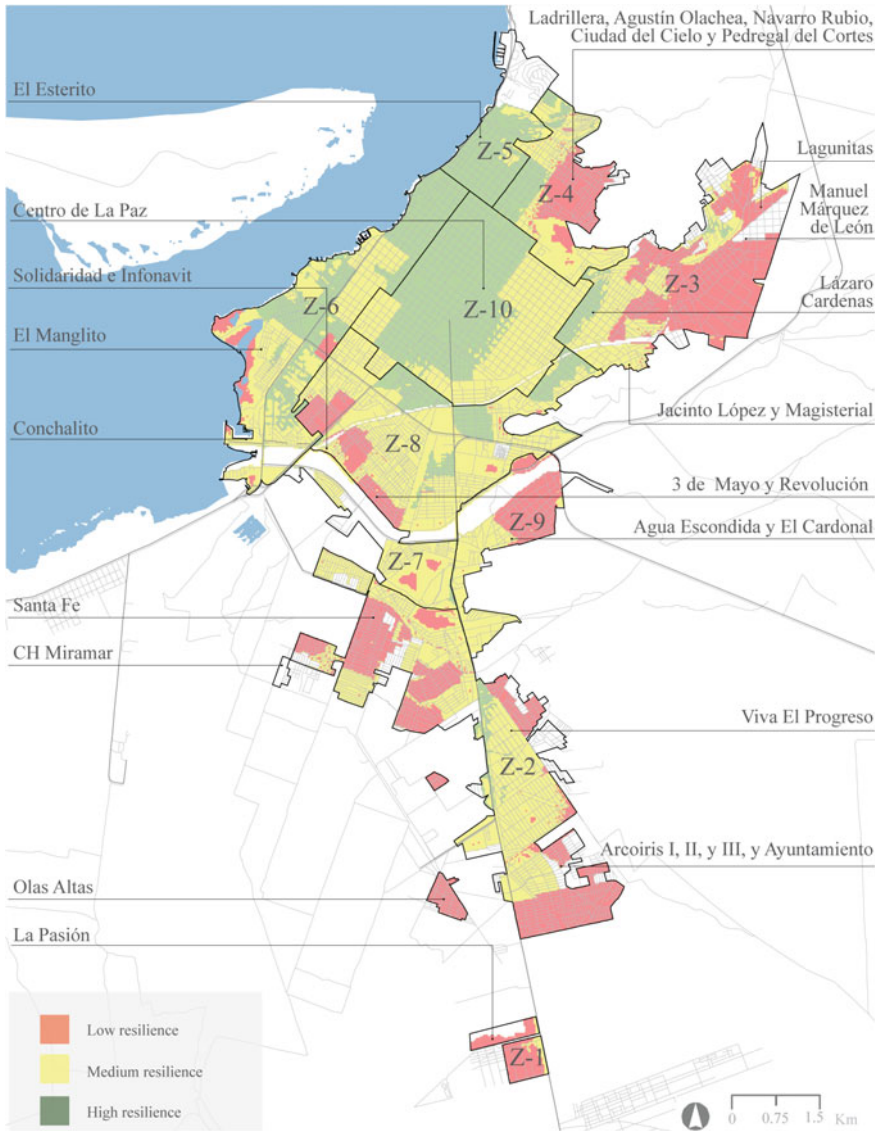 Ladrillera, Agustín Olachea, Navarro Rubio,
Ciudad del Cielo y Pedregal del Cortes
El Esterito
Z-5
Lagunitas
Z-4
Manuel
Márquez
de León
Centro de La Paz
Solidaridad e Infonavit
Z-3
Lázaro
Cardenas
Z-6
Z-10
El Manglito
Jacinto López y Magisterial
Conchalito
Z-8
3 de Mayo y Revolución
Z-9
Agua Escondida y El Cardonal
Z-7
Santa Fe
CH Miramar
Viva El Progreso
Z-2
Arcoiris I, II, y III, y Ayuntamiento
Olas Altas
La Pasión
Z-1
Low resilience
Medium resilience
High resilience
0 0.75 1.5 Km